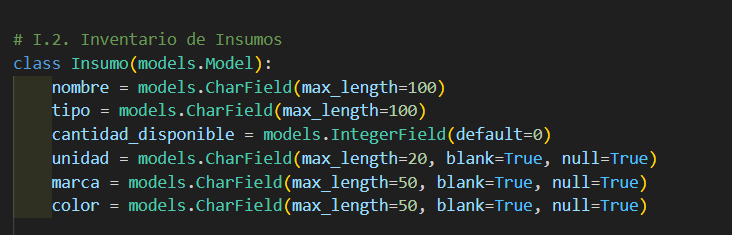 # I.2. Inventario de Insumos
class Insumo(models.Model):
    nombre = models.CharField(max_length=100)
    tipo = models.CharField(max_length=100)
    cantidad_disponible = models.IntegerField(default=0)
    unidad = models.CharField(max_length=20, blank=True, null=True)
    marca = models.CharField(max_length=50, blank=True, null=True)
    color = models.CharField(max_length=50, blank=True, null=True)